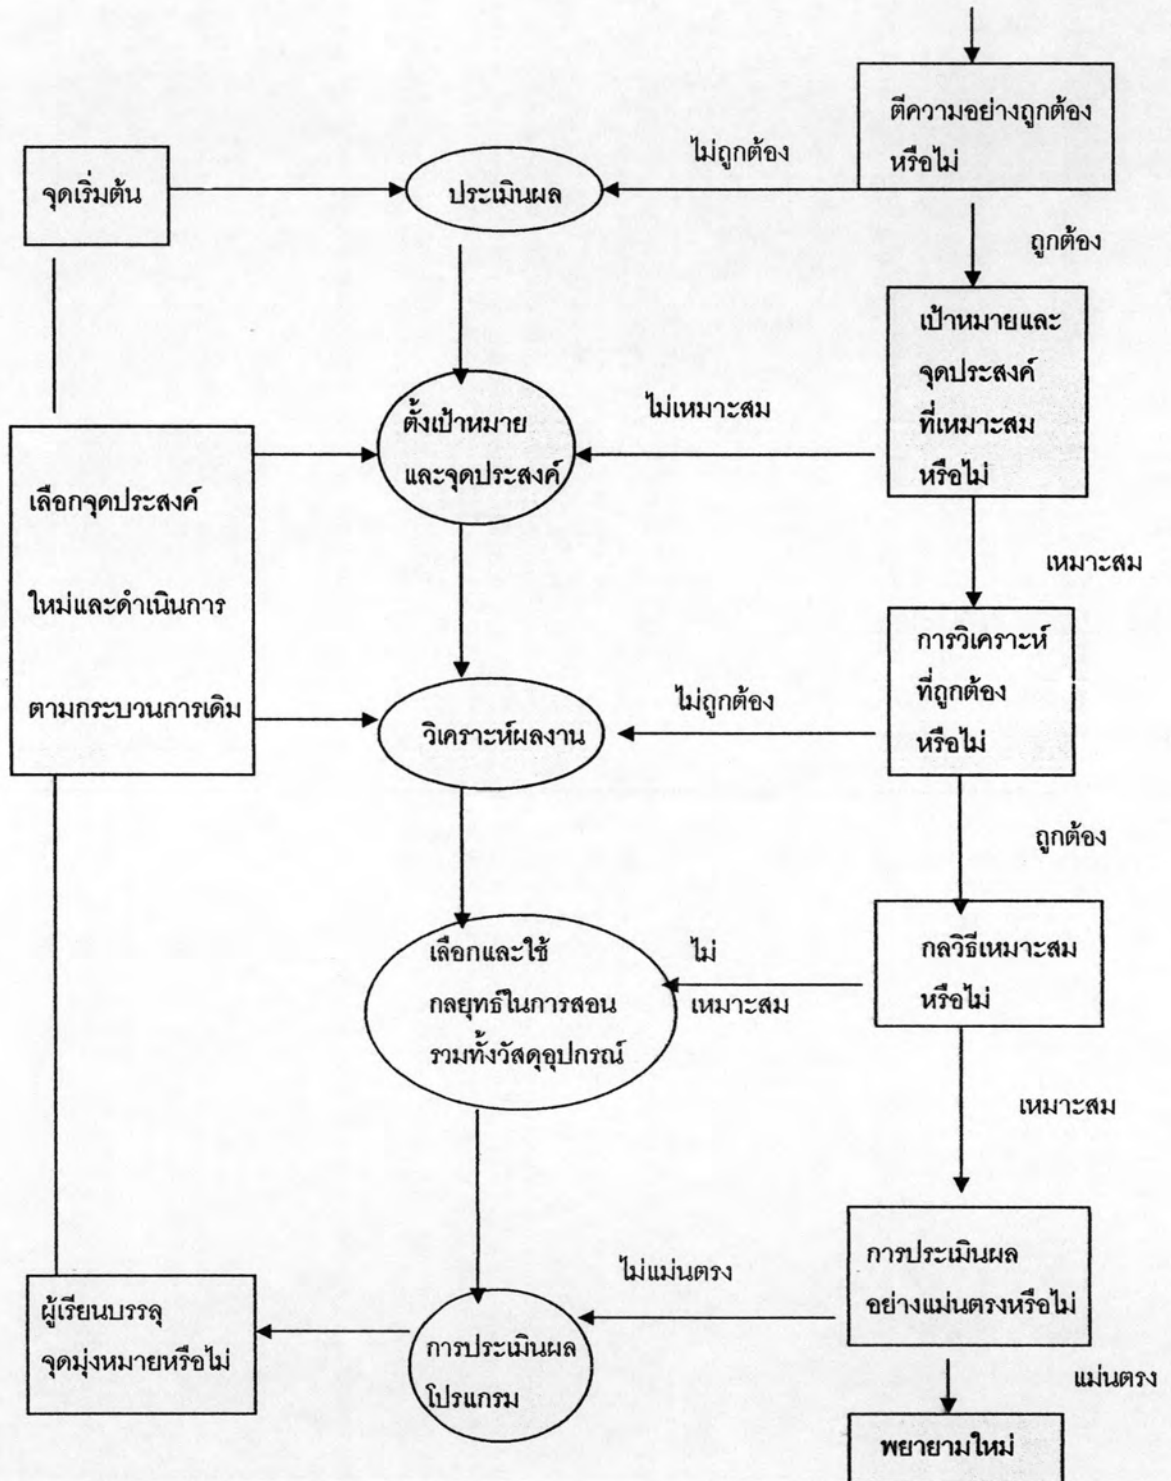 ตีความอย่างถูกต้อง
หรือไม่
ไม่ถูกต้อง
จุดเริ่มต้น
ประเมินผล
ถูกต้อง
เป้าหมายและ
จุดประสงค์
ที่เหมาะสม
หรือไม่
ไม่เหมาะสม
ตั้งเป้าหมาย
และจุดประสงค์
เลือกจุดประสงค์
ใหม่และดำเนินการ
ตามกระบวนการเดิม
เหมาะสม
การวิเคราะห์
ที่ถูกต้อง
หรือไม่
ไม่ถูกต้อง
วิเคราะห์ผลงาน
ถูกต้อง
กลวิธีเหมาะสม
หรือไม่
ไม่
เหมาะสม
เลือกและใช้
กลยุทธ์ในการสอน
รวมทั้งวัสดุอุปกรณ์
เหมาะสม
การประเมินผล
อย่างแม่นตรงหรือไม่
ไม่แม่นตรง
การประเมินผล
โปรแกรม
ผู้เรียนบรรลุ
จุดมุ่งหมายหรือไม่
แม่นตรง
พยายามใหม่